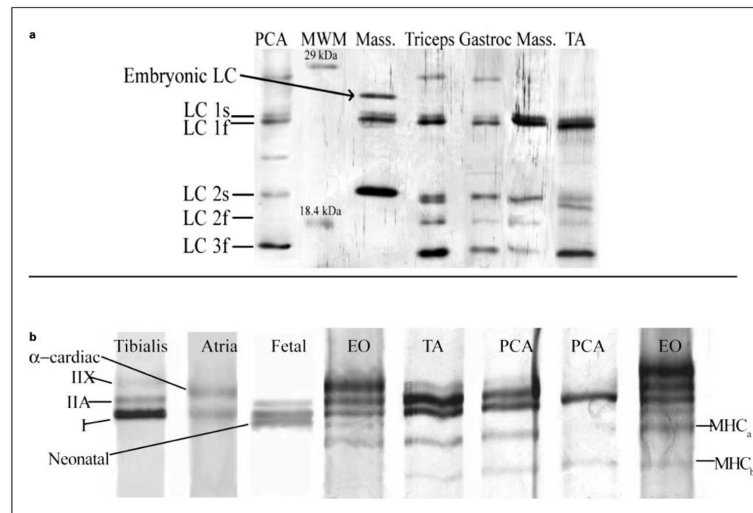 a
PCA MWM Mass. Triceps Gastroc Mass. TA
29 kDa
Embryonic LC
LC 1s
LC 1f
LC 2s
18.4 kDa
LC 2f
LC 3f
b
Tibialis Atria Fetal EO TA PCA PCA EO
α-cardiac
IIX
IIA
I
MHCa
Neonatal
MHCb